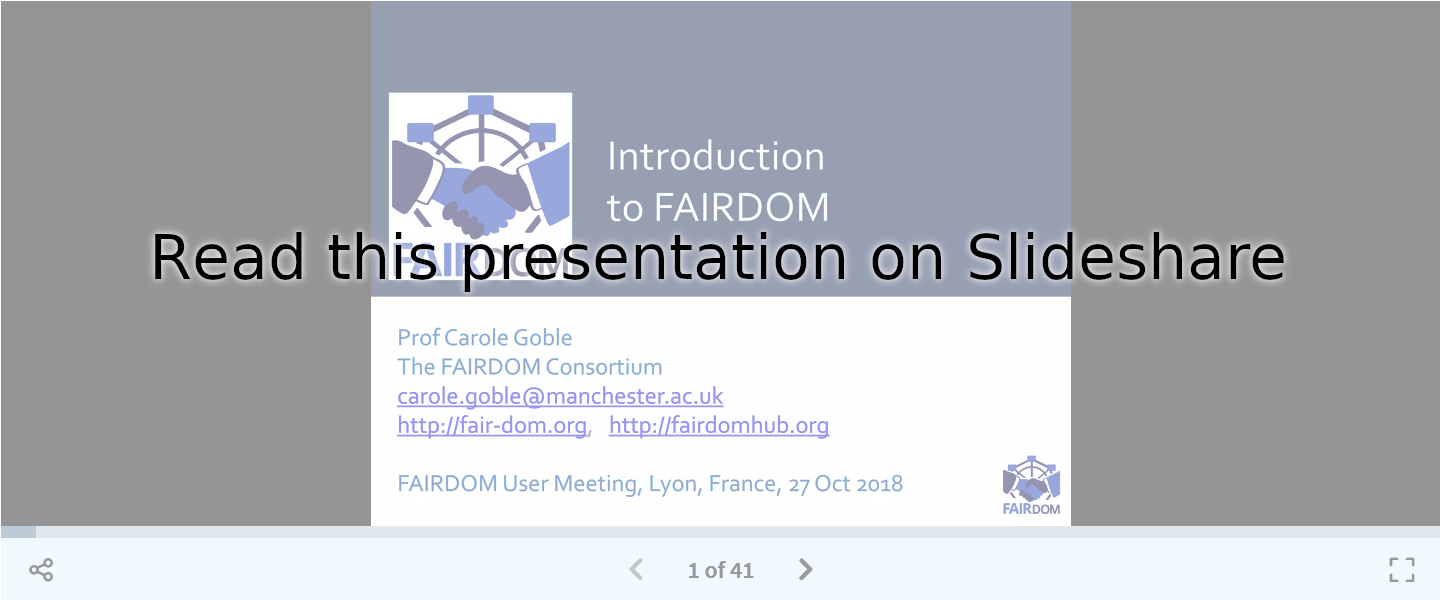 Introduction
to FAIRDOM
Read this presentation on Slideshare
FAIRDOM
Prof Carole Goble
The FAIRDOM Consortium
carole.goble@manchester.ac.uk
http://fair-dom.org, http://fairdomhub.org
FAIRDOM User Meeting, Lyon, France, 27 Oct 2018
FAIRDOM
1 of 41